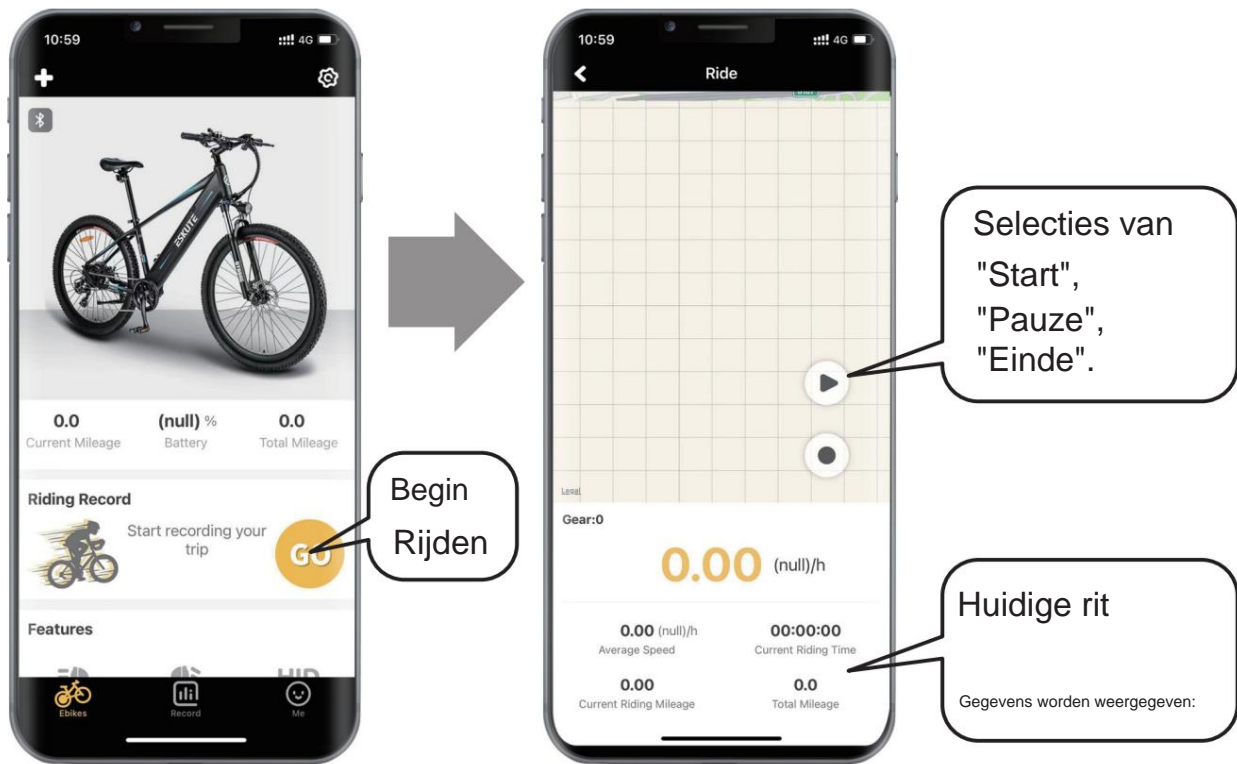 10:59
4G
ESKUTE
0.0
(null) %
0.0
Current Mileage
Battery
Total Mileage
Riding Record
Start recording your
trip
GO
Features
Ebikes
Record
Me
Begin
Rijden
10:59
4G
Ride
Legal
Gear:0
0.00 (null)/h
0.00 (null)/h
00:00:00
Average Speed
Current Riding Time
0.00
0.0
Current Riding Mileage
Total Mileage
Selecties van
"Start",
"Pauze",
"Einde".
Huidige rit
Gegevens worden weergegeven: